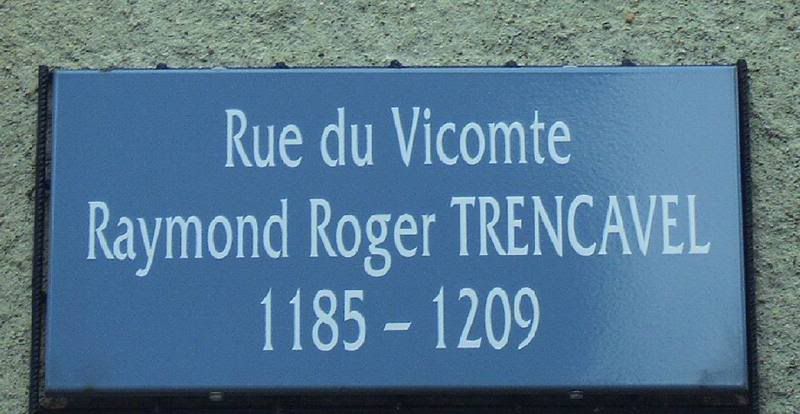 Rue du Vicomte
Raymond Roger TRENCAVEL
1185 – 1209